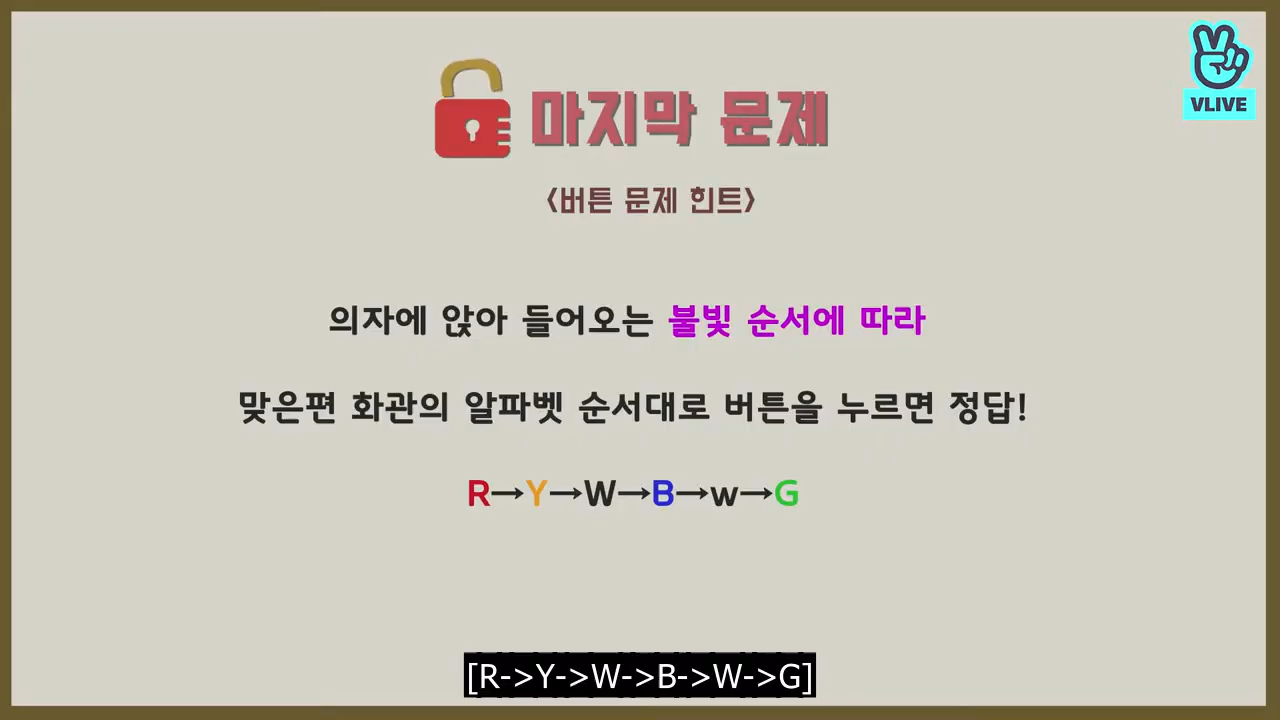 VLIVE
마지막 문제
<버튼 문제 힌트>
의자에 앉아 들어오는 불빛 순서에 따라
맞은편 화관의 알파벳 순서대로 버튼을 누르면 정답!
R→Y→W→B→w→G
[R->Y->W->B->W->G]